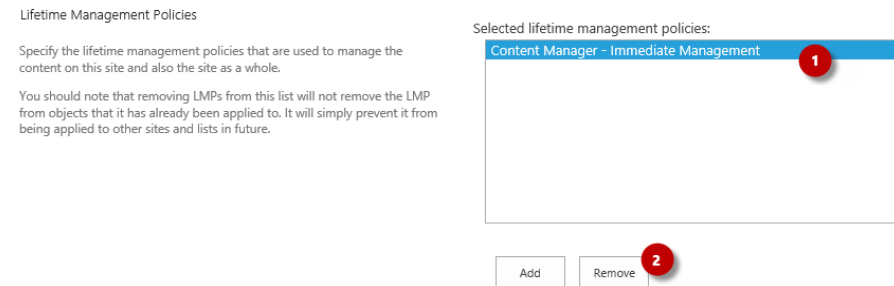 Lifetime Management Policies
Specify the lifetime management policies that are used to manage the
content on this site and also the site as a whole.
You should note that removing LMPs from this list will not remove the LMP
from objects that it has already been applied to. It will simply prevent it from
being applied to other sites and lists in future.
Selected lifetime management policies:
Content Manager - Immediate Management
1
Add
Remove
2